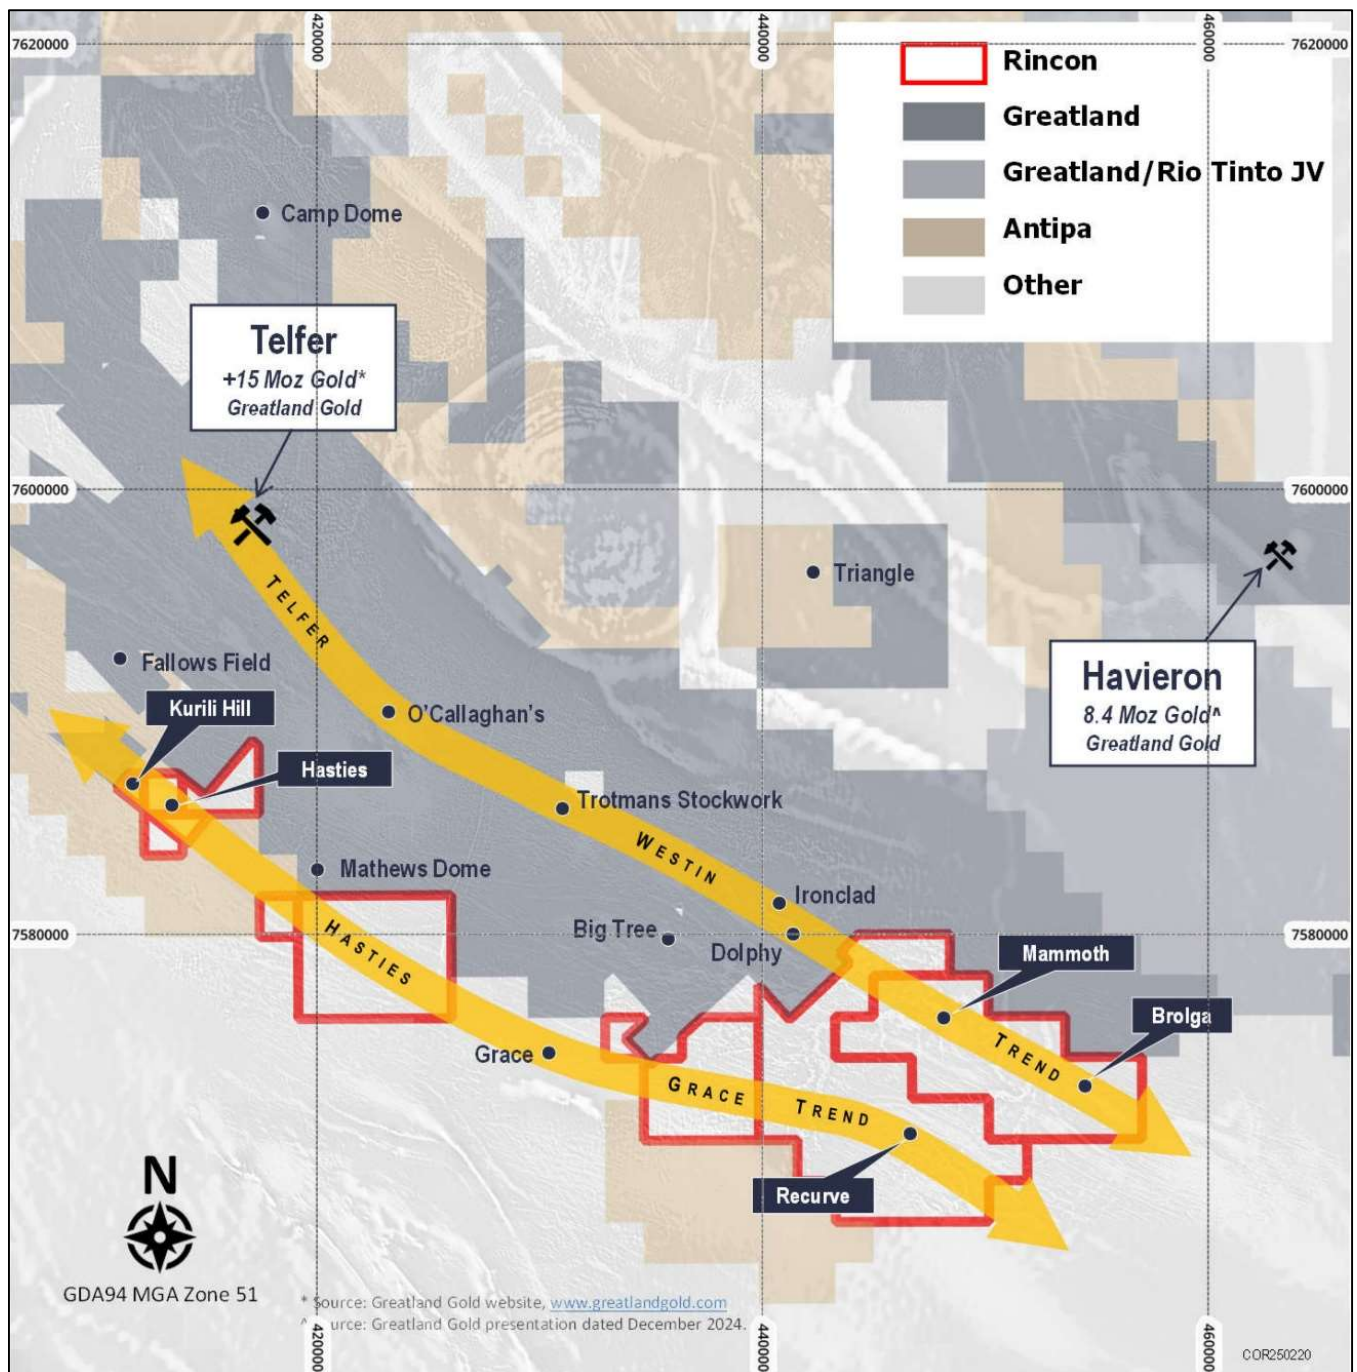 420000
440000
460000
7620000
7620000
Rincon
Greatland
Greatland/Rio Tinto JV
Antipa
Other
Camp Dome
Telfer
+15 Moz Gold*
Greatland Gold
7600000
7600000
TELFER
Triangle
Fallows Field
Kurili Hill
Hasties
O'Callaghan's
Havieron
8.4 Moz Gold^
Greatland Gold
Trotmans Stockwork
WESTIN
Mathews Dome
Ironclad
7580000
7580000
HASTIES
Big Tree
Dolphy
Mammoth
Brolga
TREND
Grace
GRACE TREND
Recurve
N
GDA94 MGA Zone 51
* Source: Greatland Gold website, www.greatlandgold.com
Source: Greatland Gold presentation dated December 2024.
420000
440000
460000
COR250220